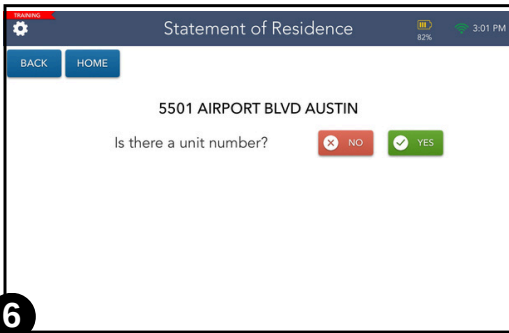 TRAINING
Statement of Residence
82%
3:01 PM
BACK HOME
5501 AIRPORT BLVD AUSTIN
Is there a unit number? NO YES
6